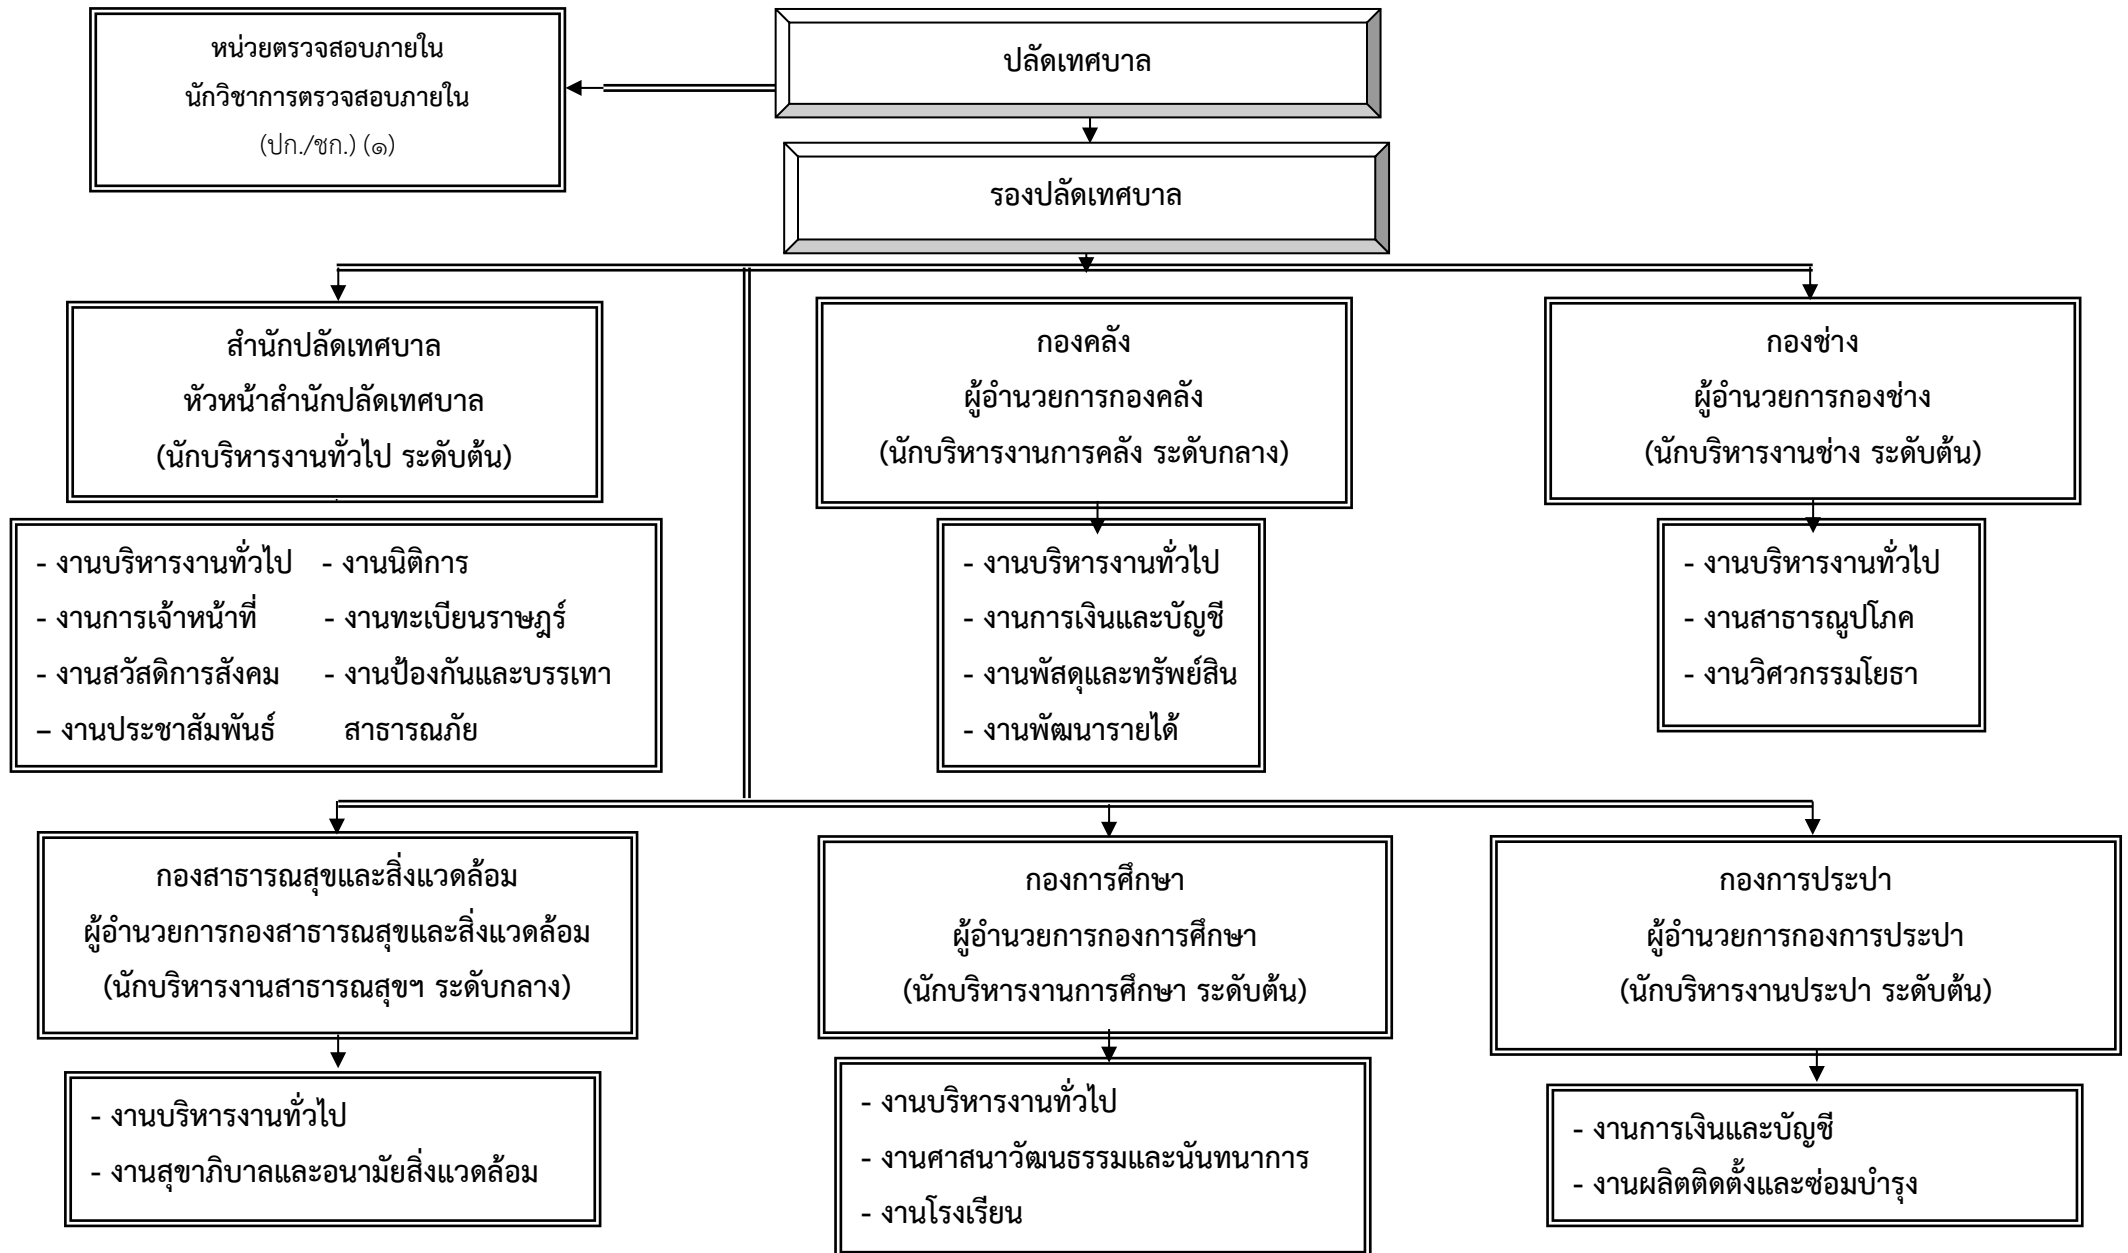 หน่วยตรวจสอบภายใน
นักวิชาการตรวจสอบภายใน
(ปก./ชก.) (๑)
ปลัดเทศบาล
รองปลัดเทศบาล
สำนักปลัดเทศบาล
หัวหน้าสำนักปลัดเทศบาล
(นักบริหารงานทั่วไป ระดับต้น)
กองคลัง
ผู้อำนวยการกองคลัง
(นักบริหารงานการคลัง ระดับกลาง)
กองช่าง
ผู้อำนวยการกองช่าง
(นักบริหารงานช่าง ระดับต้น)
- งานบริหารงานทั่วไป - งานนิติการ
- งานการเจ้าหน้าที่ - งานทะเบียนราษฎร์
- งานสวัสดิการสังคม - งานป้องกันและบรรเทา
– งานประชาสัมพันธ์ สาธารณภัย
- งานบริหารงานทั่วไป
- งานการเงินและบัญชี
- งานพัสดุและทรัพย์สิน
- งานพัฒนารายได้
- งานบริหารงานทั่วไป
- งานสาธารณูปโภค
- งานวิศวกรรมโยธา
กองสาธารณสุขและสิ่งแวดล้อม
ผู้อำนวยการกองสาธารณสุขและสิ่งแวดล้อม
(นักบริหารงานสาธารณสุขฯ ระดับกลาง)
กองการศึกษา
ผู้อำนวยการกองการศึกษา
(นักบริหารงานการศึกษา ระดับต้น)
กองการประปา
ผู้อำนวยการกองการประปา
(นักบริหารงานประปา ระดับต้น)
- งานบริหารงานทั่วไป
- งานสุขาภิบาลและอนามัยสิ่งแวดล้อม
- งานบริหารงานทั่วไป
- งานศาสนาวัฒนธรรมและนันทนาการ
- งานโรงเรียน
- งานการเงินและบัญชี
- งานผลิตติดตั้งและซ่อมบำรุง